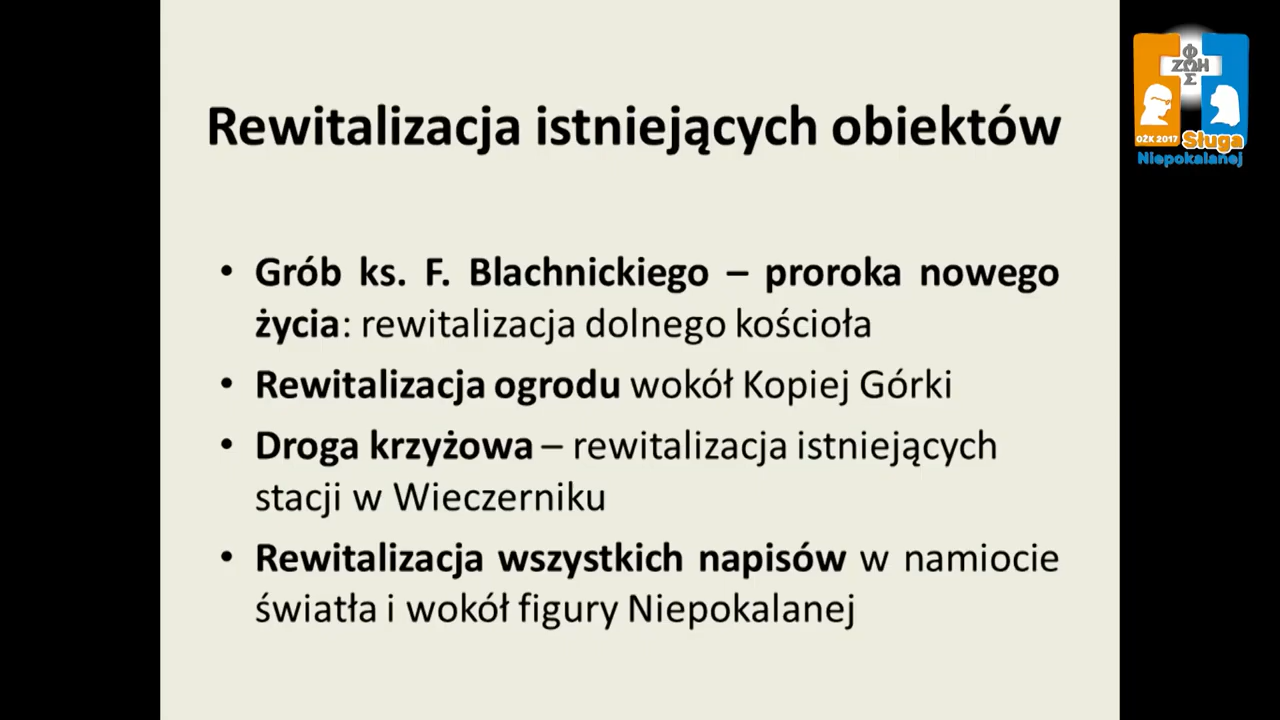 Rewitalizacja istniejących obiektów
• Grób ks. F. Blachnickiego – proroka nowego
życia: rewitalizacja dolnego kościoła
• Rewitalizacja ogrodu wokół Kopiej Górki
• Droga krzyżowa – rewitalizacja istniejących
stacji w Wieczerniku
• Rewitalizacja wszystkich napisów w namiocie
światła i wokół figury Niepokalanej
Φ
ΖΩΗ
Σ
OŻK 2017 Sługa
Niepokalanej